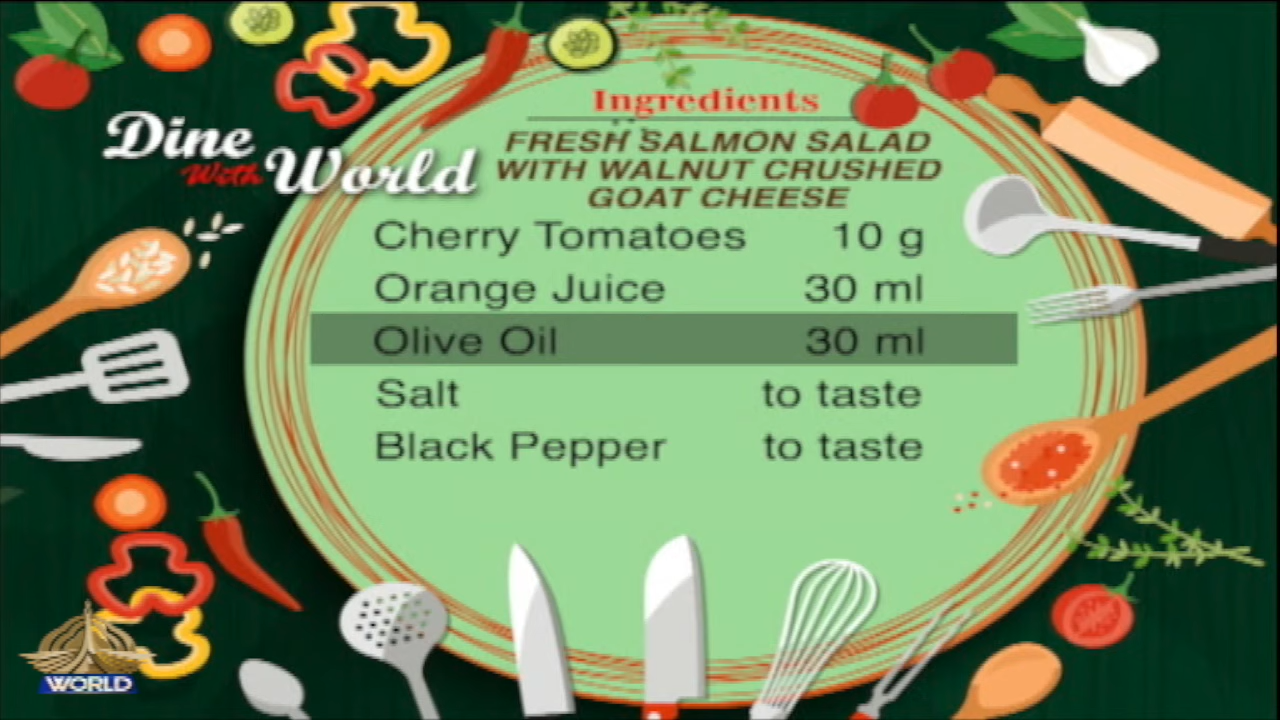 Dine
With World
Ingredients
FRESH SALMON SALAD
WITH WALNUT CRUSHED
GOAT CHEESE
Cherry Tomatoes 10 g
Orange Juice 30 ml
Olive Oil 30 ml
Salt to taste
Black Pepper to taste
WORLD